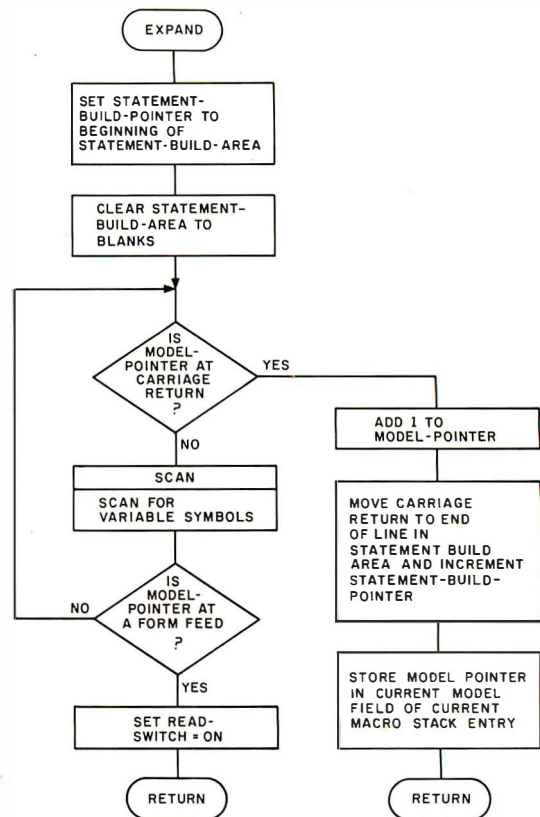 EXPAND
SET STATEMENT-
BUILD-POINTER TO
BEGINNING OF
STATEMENT-BUILD-AREA
CLEAR STATEMENT-
BUILD-AREA TO
BLANKS
IS
MODEL-
POINTER AT
CARRIAGE
RETURN
?
YES
NO
SCAN
SCAN FOR
VARIABLE SYMBOLS
IS
MODEL-
POINTER AT
A FORM FEED
?
NO
YES
SET READ-
SWITCH = ON
RETURN
ADD 1 TO
MODEL-POINTER
MOVE CARRIAGE
RETURN TO END
OF LINE IN
STATEMENT BUILD
AREA AND INCREMENT
STATEMENT-BUILD-
POINTER
STORE MODEL POINTER
IN CURRENT MODEL
FIELD OF CURRENT
MACRO STACK ENTRY
RETURN